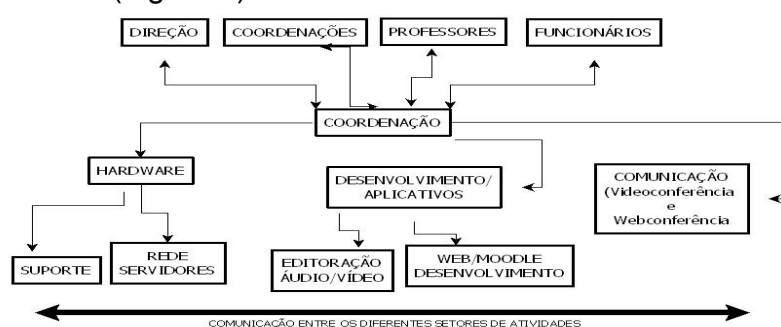 DIREÇÃO
COORDENAÇÕES
PROFESSORES
FUNCIONÁRIOS
COORDENAÇÃO
HARDWARE
DESENVOLVIMENTO/
APLICATIVOS
COMUNICAÇÃO
(Videoconferência
e
Webconferência
SUPORTE
REDE
SERVIDORES
EDITORAÇÃO
ÁUDIO/VÍDEO
WEB/MOODLE
DESENVOLVIMENTO
COMUNICAÇÃO ENTRE OS DIFERENTES SETORES DE ATIVIDADES